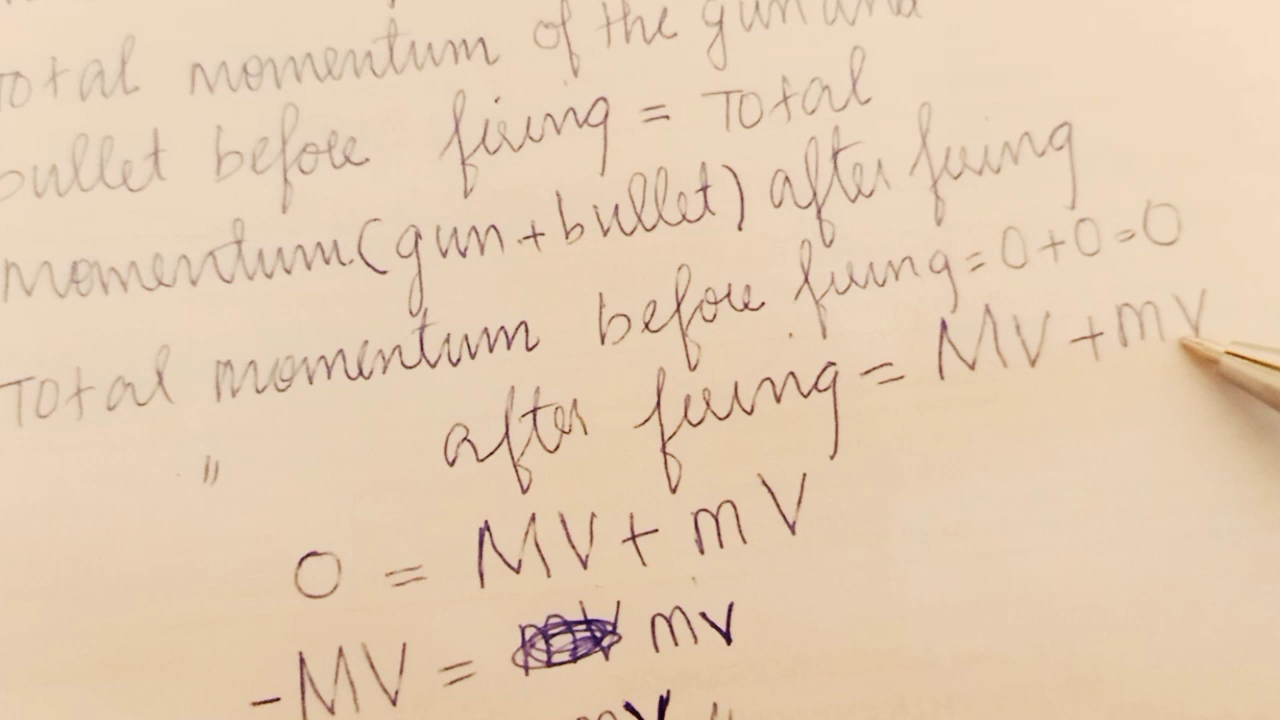 Total momentum of the gun and
bullet before firing = Total
momentum (gun + bullet) after firing
Total momentum before firing = 0 + 0 = 0
" after firing = MV + mv
0 = MV + mV
-MV = mv
mv